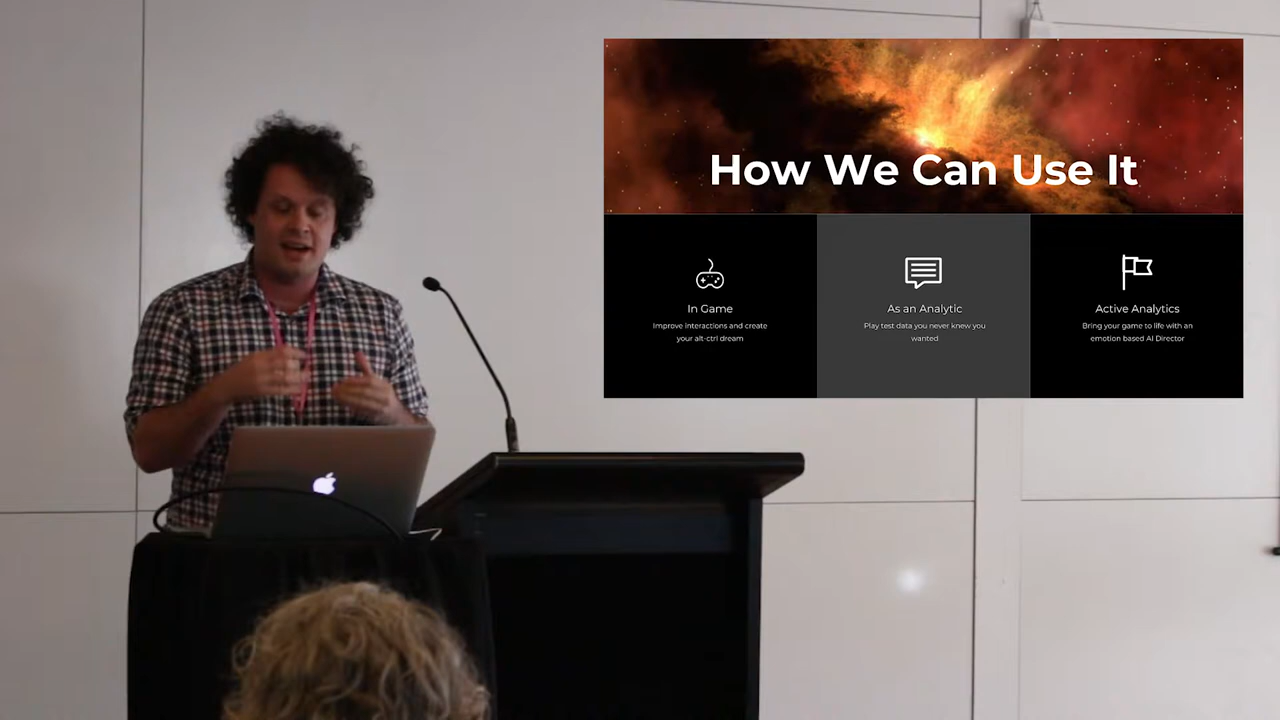 How We Can Use It
In Game
Improve interactions and create
your alt-ctrl dream
As an Analytic
Play test data you never knew you
wanted
Active Analytics
Bring your game to life with an
emotion based AI Director